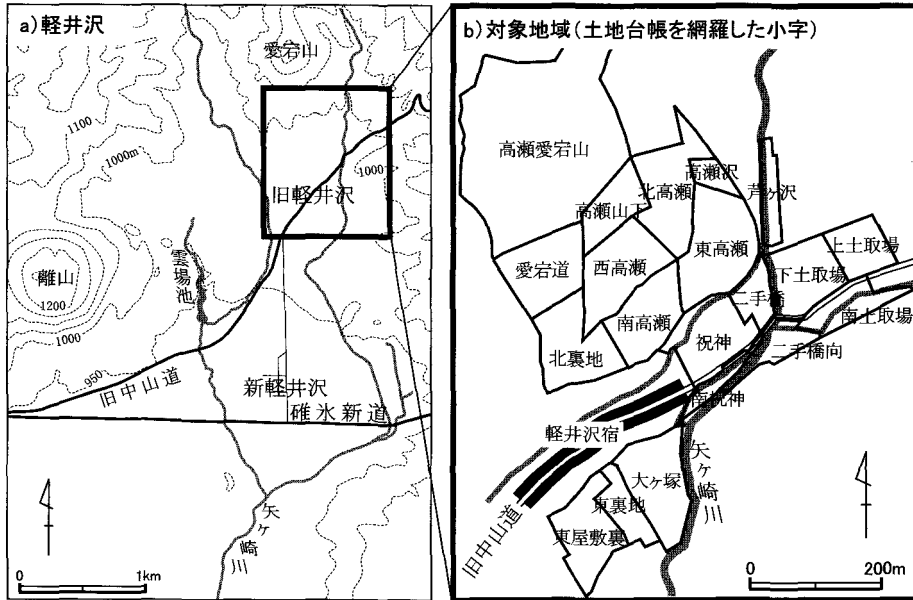 a)軽井沢
愛宕山
1100
1000m
1000
旧軽井沢
雲場池
離山
1200
1000
950
旧中山道
新軽井沢
碓氷新道
矢ヶ崎川
0
1km
b)対象地域(土地台帳を網羅した小字)
高瀬愛宕山
高瀬沢
北高瀬
芦ヶ沢
高瀬山下
東高瀬
上土取場
愛宕道
西高瀬
下土取場
二手橋
南土取場
南高瀬
祝神
北裏地
二手橋向
南祝神
軽井沢宿
大ヶ塚
矢ヶ崎川
東裏地
東屋敷裏
旧中山道
0
200m